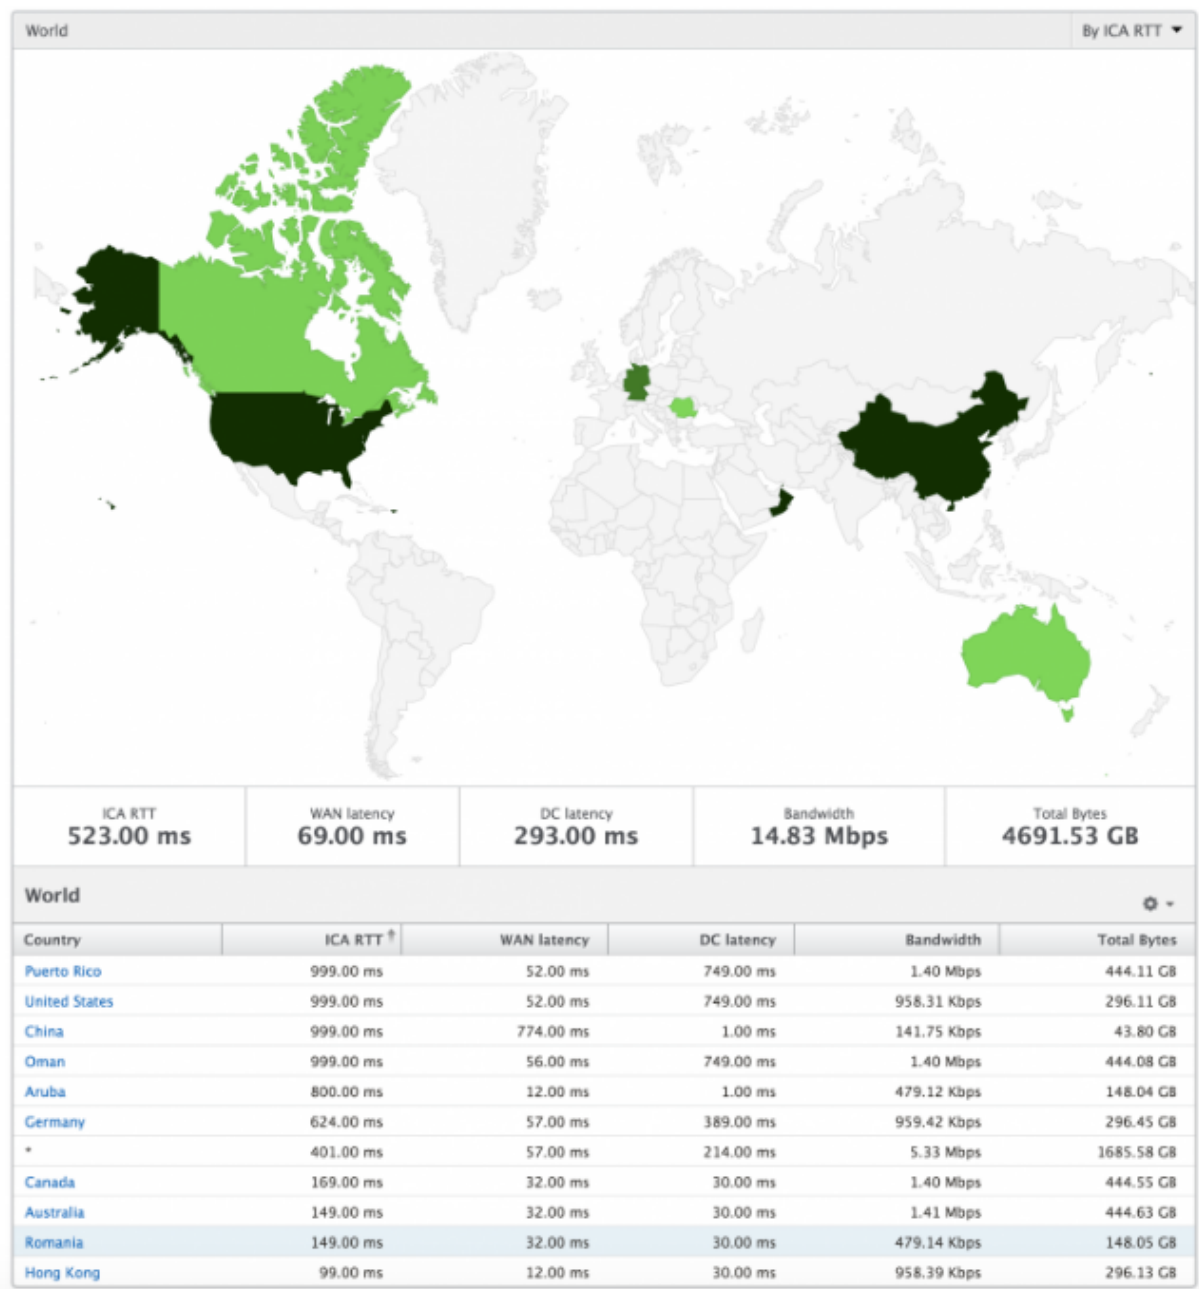 World By ICA RTT
ICA RTT WAN latency DC latency Bandwidth Total Bytes
523.00 ms 69.00 ms 293.00 ms 14.83 Mbps 4691.53 GB
World
Country ICA RTT WAN latency DC latency Bandwidth Total Bytes
Puerto Rico 999.00 ms 52.00 ms 749.00 ms 1.40 Mbps 444.11 GB
United States 999.00 ms 52.00 ms 749.00 ms 958.31 Kbps 296.11 GB
China 999.00 ms 774.00 ms 1.00 ms 141.75 Kbps 43.80 GB
Oman 999.00 ms 56.00 ms 749.00 ms 1.40 Mbps 444.08 GB
Aruba 800.00 ms 12.00 ms 1.00 ms 479.12 Kbps 148.04 GB
Germany 624.00 ms 57.00 ms 389.00 ms 959.42 Kbps 296.45 GB
* 401.00 ms 57.00 ms 214.00 ms 5.33 Mbps 1685.58 GB
Canada 169.00 ms 32.00 ms 30.00 ms 1.40 Mbps 444.55 GB
Australia 149.00 ms 32.00 ms 30.00 ms 1.41 Mbps 444.63 GB
Romania 149.00 ms 32.00 ms 30.00 ms 479.14 Kbps 148.05 GB
Hong Kong 99.00 ms 12.00 ms 30.00 ms 958.39 Kbps 296.13 GB